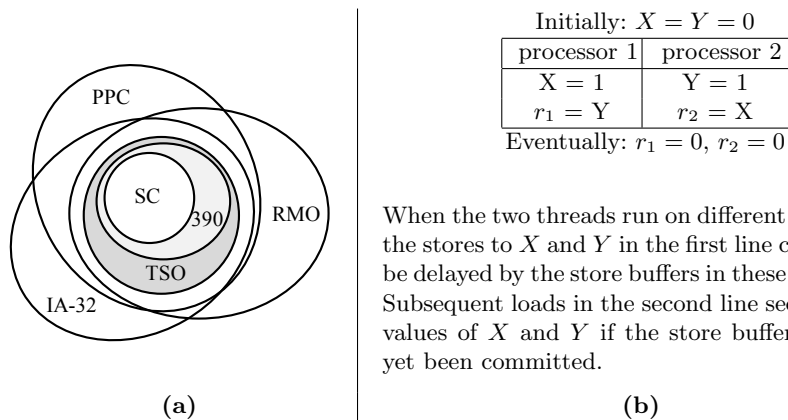 PPC
SC
390
RMO
TSO
IA-32
(a)
Initially: X = Y = 0
processor 1 processor 2
X = 1 Y = 1
r1 = Y r2 = X
Eventually: r1 = 0, r2 = 0
When the two threads run on different
the stores to X and Y in the first line c
be delayed by the store buffers in these
Subsequent loads in the second line see
values of X and Y if the store buffer
yet been committed.
(b)